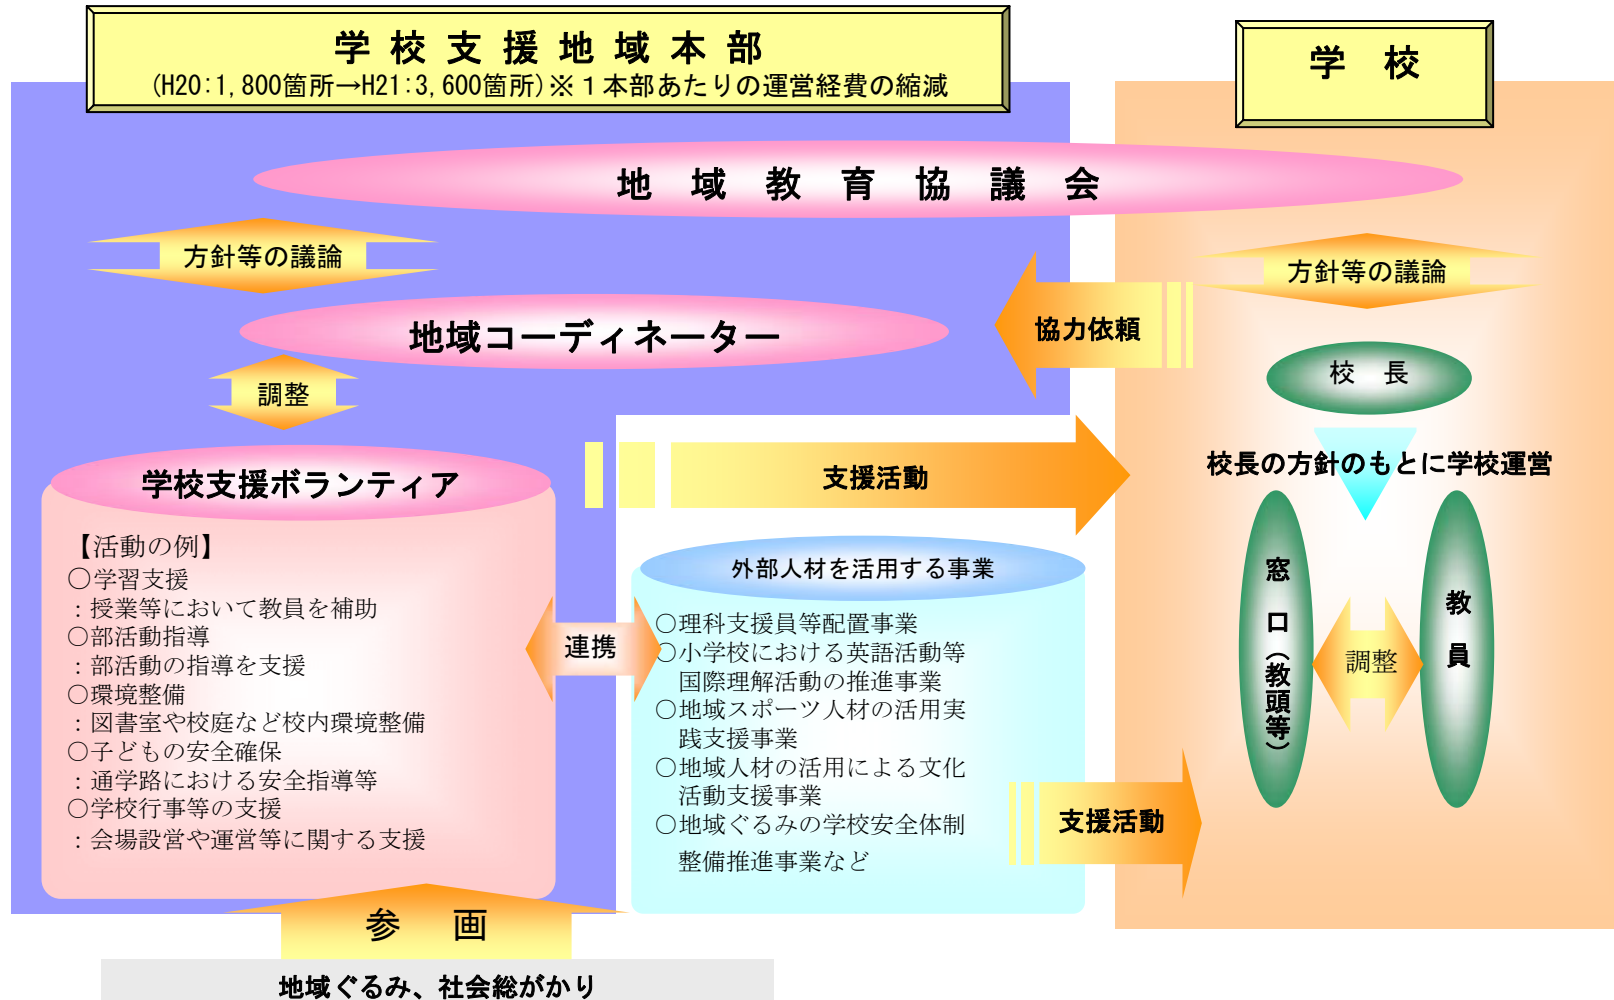 学校支援地域本部
(H20:1,800箇所→H21:3,600箇所)※１本部あたりの運営経費の縮減
学校
地域教育協議会
方針等の議論
方針等の議論
地域コーディネーター
協力依頼
校長
調整
校長の方針のもとに学校運営
学校支援ボランティア
支援活動
【活動の例】
○学習支援
：授業等において教員を補助
○部活動指導
：部活動の指導を支援
○環境整備
：図書室や校庭など校内環境整備
○子どもの安全確保
：通学路における安全指導等
○学校行事等の支援
：会場設営や運営等に関する支援
連携
外部人材を活用する事業
○理科支援員等配置事業
○小学校における英語活動等
国際理解活動の推進事業
○地域スポーツ人材の活用実
践支援事業
○地域人材の活用による文化
活動支援事業
○地域ぐるみの学校安全体制
整備推進事業など
支援活動
窓口（教頭等）
調整
教員
参画
地域ぐるみ、社会総がかり